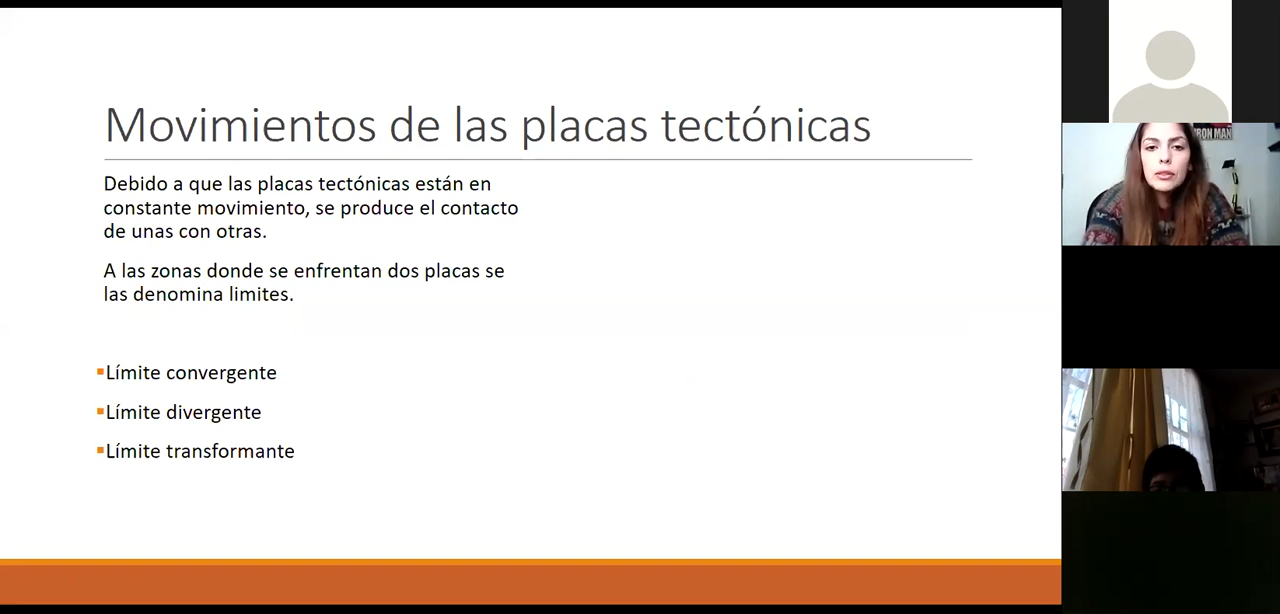 Movimientos de las placas tectónicas
Debido a que las placas tectónicas están en
constante movimiento, se produce el contacto
de unas con otras.
A las zonas donde se enfrentan dos placas se
las denomina limites.
▪Límite convergente
▪Límite divergente
▪Límite transformante
IRON MAN